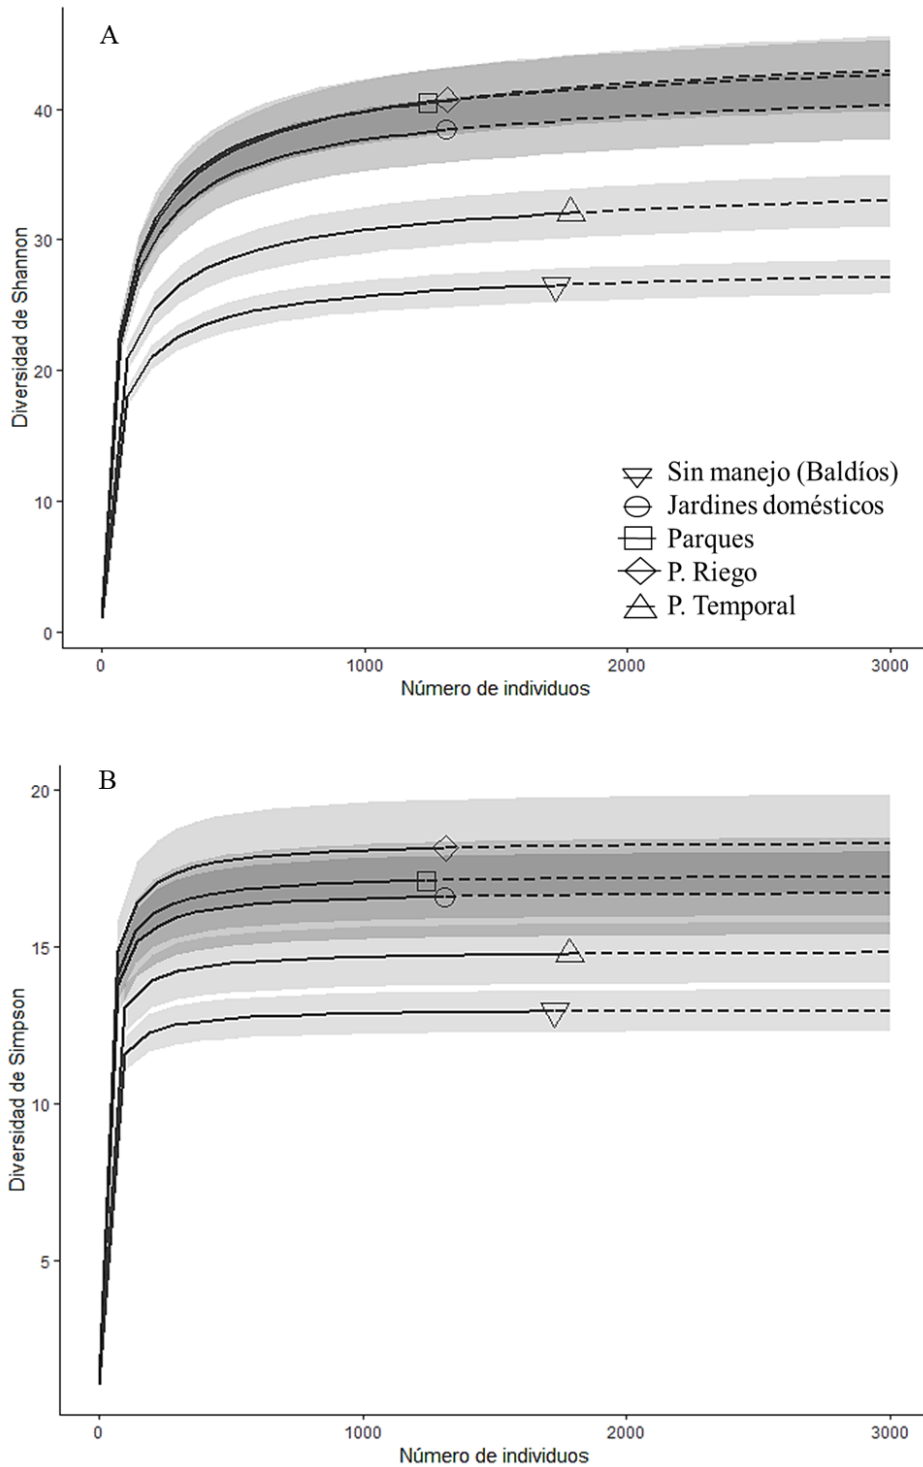 A
Diversidad de Shannon
40
30
20
10
0
Sin manejo (Baldíos)
Jardines domésticos
Parques
P. Riego
P. Temporal
0 1000 2000 3000
Número de individuos
B
Diversidad de Simpson
20
15
10
5
0 1000 2000 3000
Número de individuos